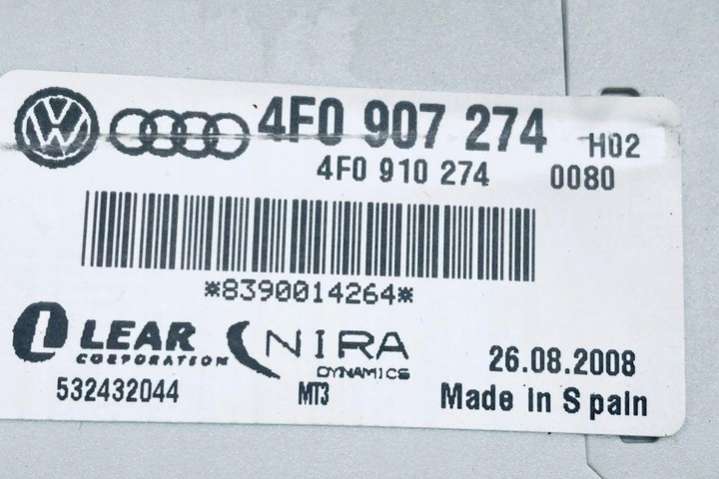 4F0 907 274 H02
4F0 910 274 0080
*8390014264*
LEAR CORPORATION
NIRA DYNAMICS
26.08.2008
532432044 MT3 Made in Spain